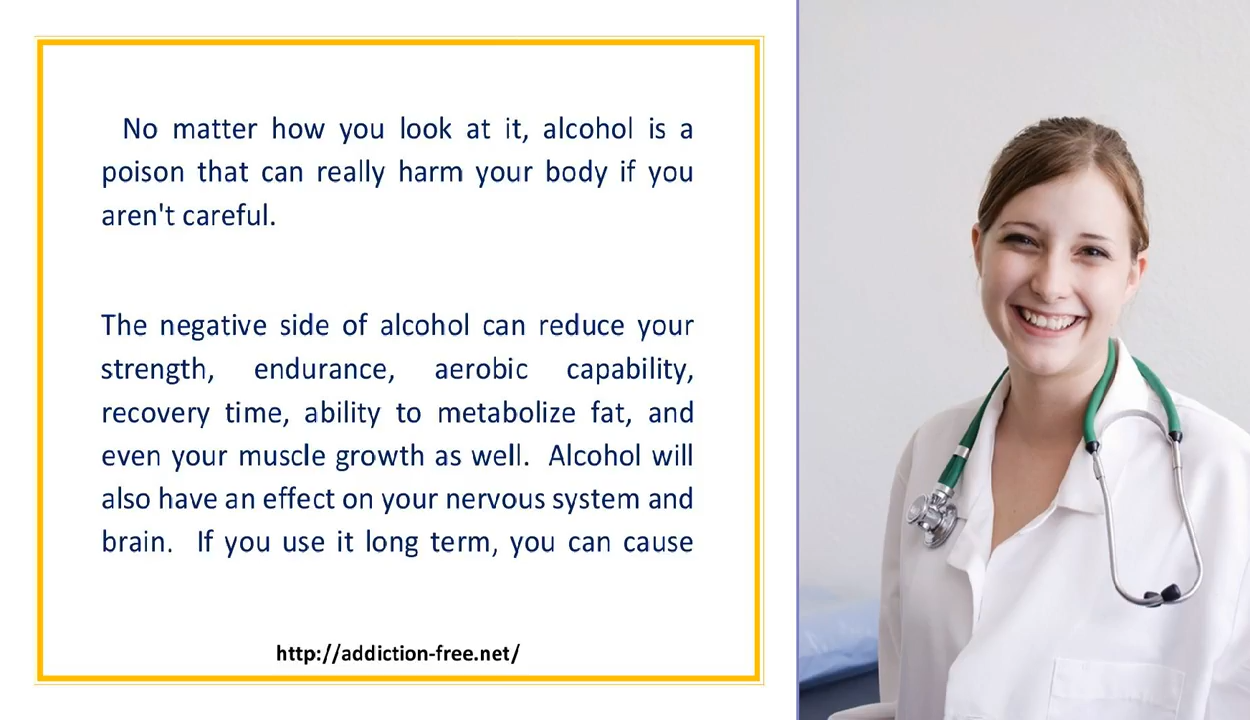 No matter how you look at it, alcohol is a
poison that can really harm your body if you
aren't careful.
The negative side of alcohol can reduce your
strength, endurance, aerobic capability,
recovery time, ability to metabolize fat, and
even your muscle growth as well. Alcohol will
also have an effect on your nervous system and
brain. If you use it long term, you can cause
http://addiction-free.net/